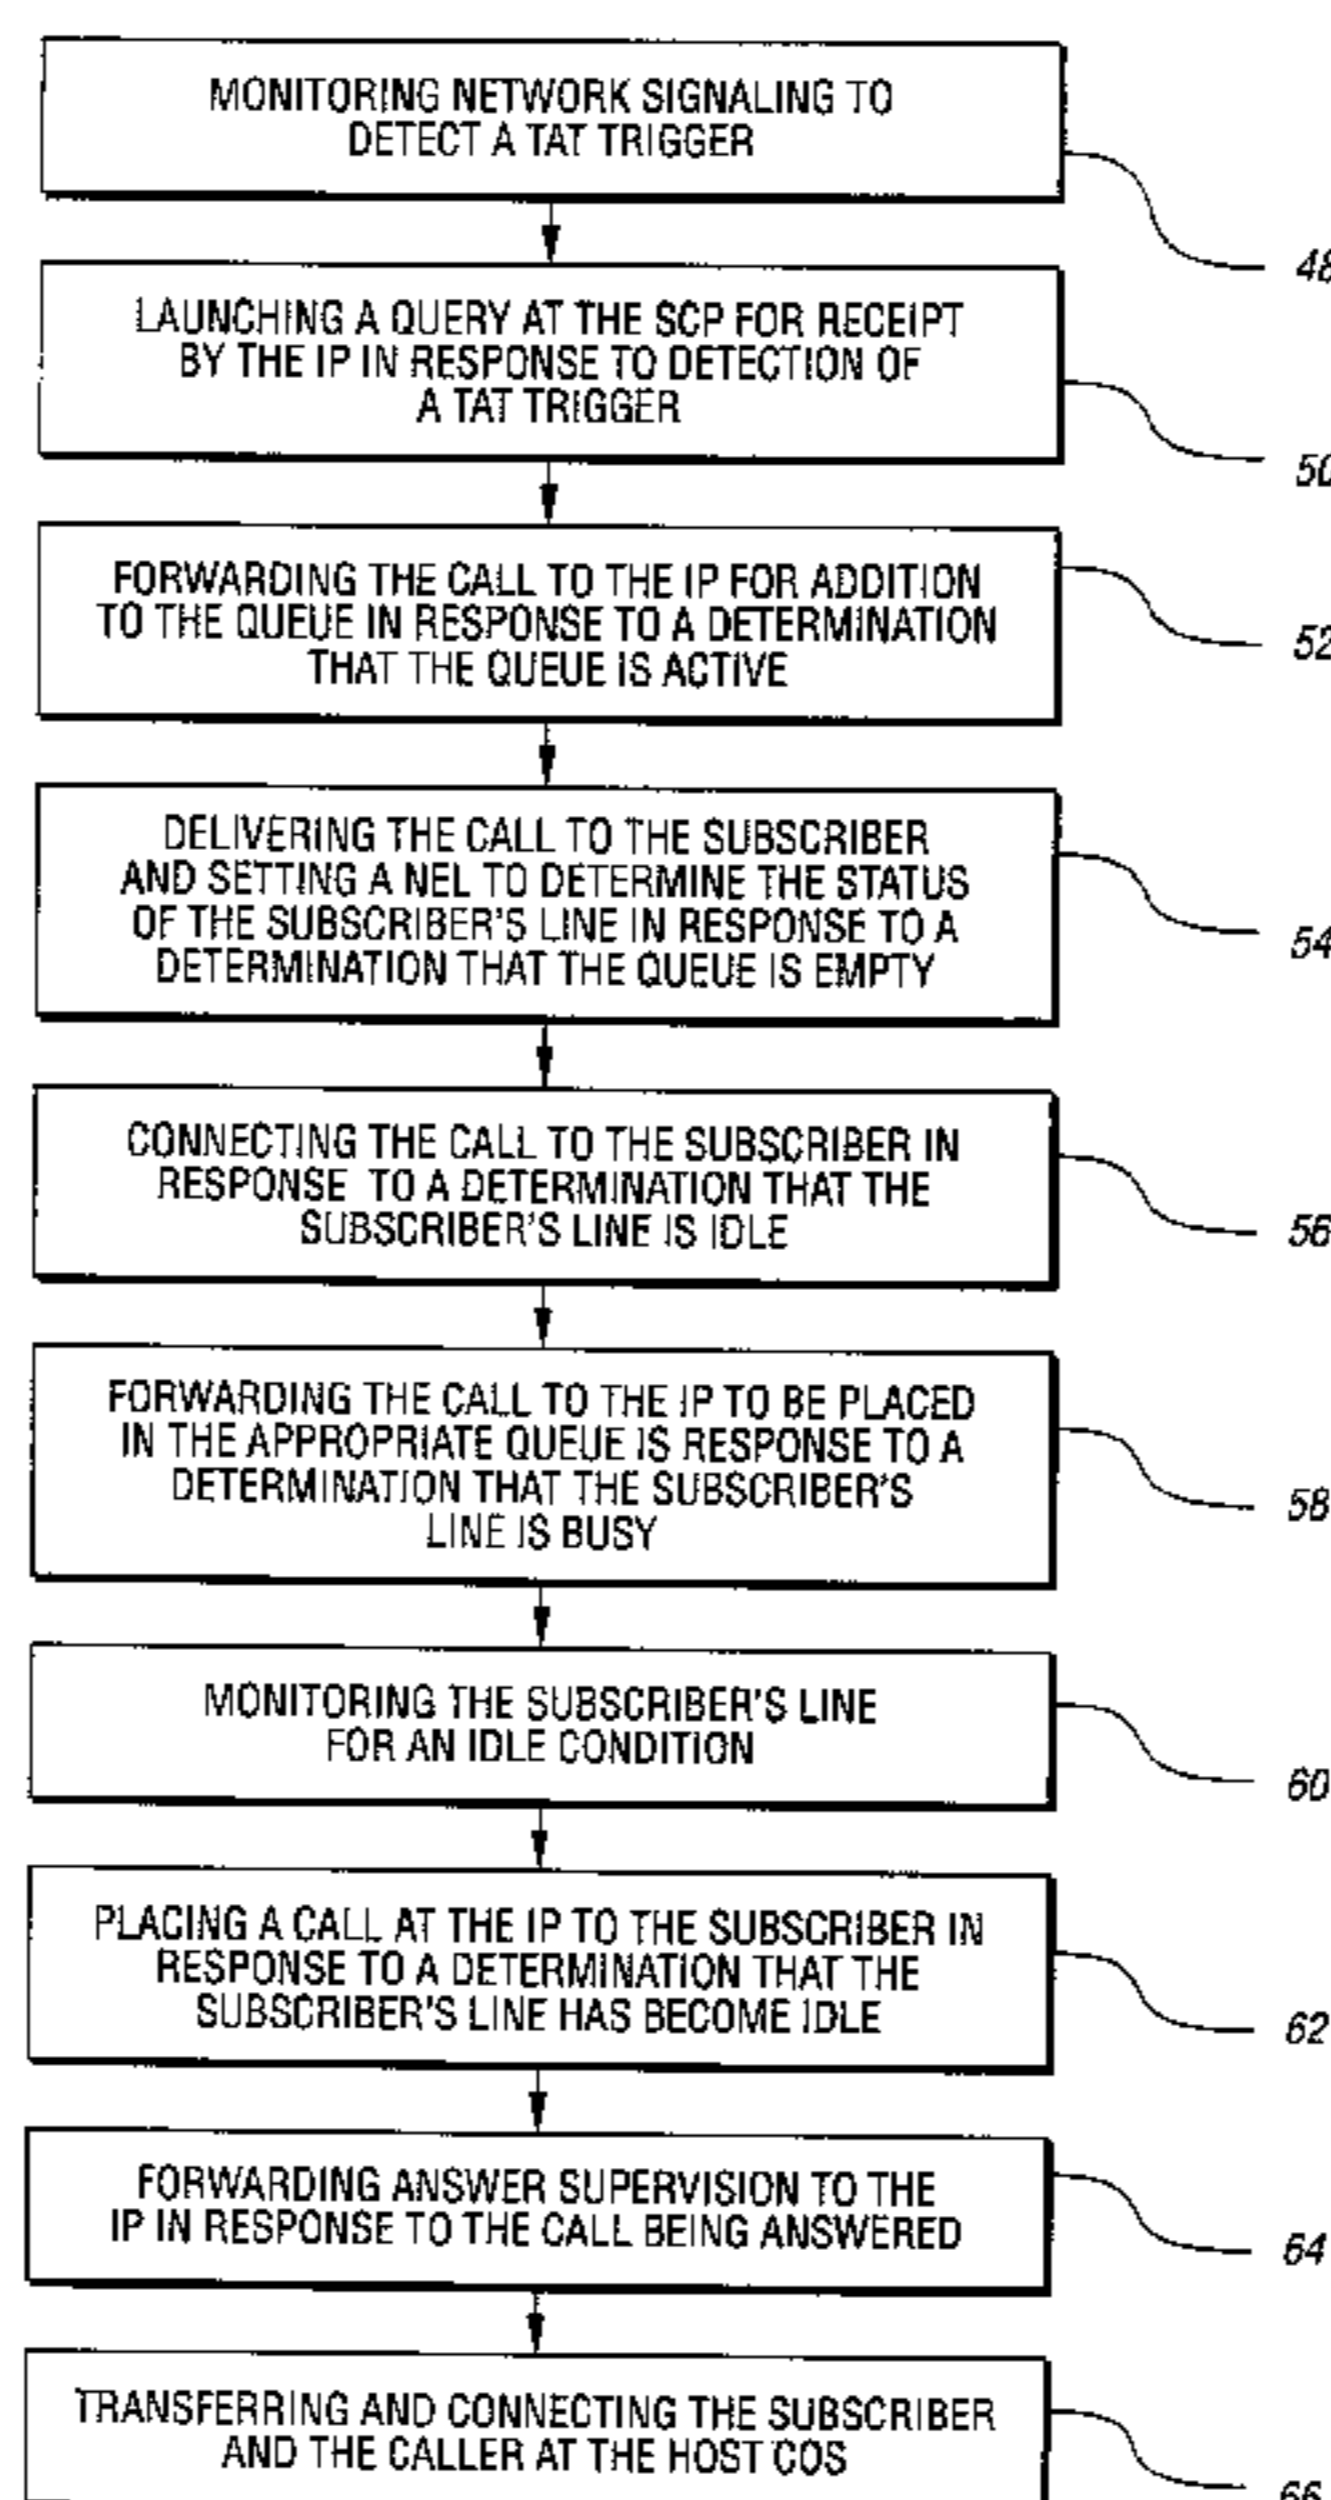 MONITORING NETWORK SIGNALING TO
DETECT A TAT TRIGGER
48
LAUNCHING A QUERY AT THE SCP FOR RECEIPT
BY THE IP IN RESPONSE TO DETECTION OF
A TAT TRIGGER
50
FORWARDING THE CALL TO THE IP FOR ADDITION
TO THE QUEUE IN RESPONSE TO A DETERMINATION
THAT THE QUEUE IS ACTIVE
52
DELIVERING THE CALL TO THE SUBSCRIBER
AND SETTING A NEL TO DETERMINE THE STATUS
OF THE SUBSCRIBER'S LINE IN RESPONSE TO A
DETERMINATION THAT THE QUEUE IS EMPTY
54
CONNECTING THE CALL TO THE SUBSCRIBER IN
RESPONSE TO A DETERMINATION THAT THE
SUBSCRIBER'S LINE IS IDLE
56
FORWARDING THE CALL TO THE IP TO BE PLACED
IN THE APPROPRIATE QUEUE IS RESPONSE TO A
DETERMINATION THAT THE SUBSCRIBER'S
LINE IS BUSY
58
MONITORING THE SUBSCRIBER'S LINE
FOR AN IDLE CONDITION
60
PLACING A CALL AT THE IP TO THE SUBSCRIBER IN
RESPONSE TO A DETERMINATION THAT THE
SUBSCRIBER'S LINE HAS BECOME IDLE
62
FORWARDING ANSWER SUPERVISION TO THE
IP IN RESPONSE TO THE CALL BEING ANSWERED
64
TRANSFERRING AND CONNECTING THE SUBSCRIBER
AND THE CALLER AT THE HOST COS
66